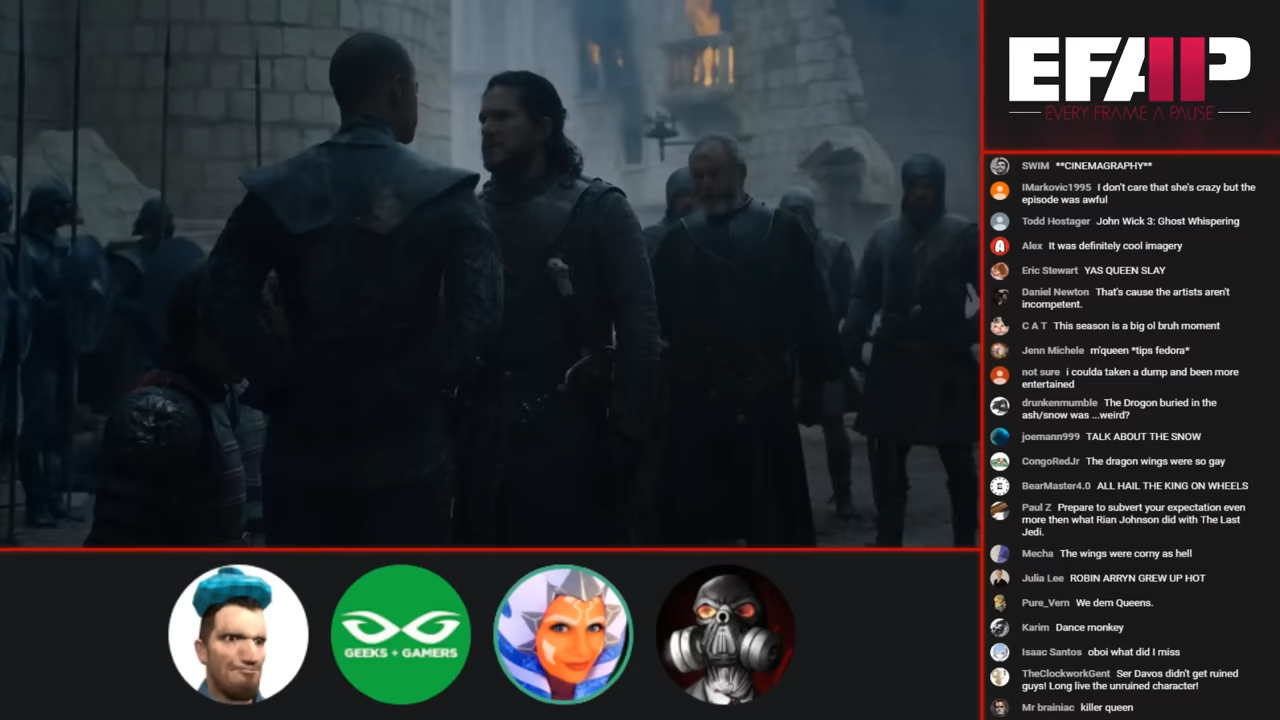 EFAP
EVERY FRAME A PAUSE
SWIM **CINEMAGRAPHY**
IMarkovic1995 I don't care that she's crazy but the
episode was awful
Todd Hostager John Wick 3: Ghost Whispering
Alex It was definitely cool imagery
Eric Stewart YAS QUEEN SLAY
Daniel Newton That's cause the artists aren't
incompetent.
C A T This season is a big ol bruh moment
Jenn Michele m'queen *tips fedora*
not sure i coulda taken a dump and been more
entertained
drunkenmumble The Drogon buried in the
ash/snow was ...weird?
joemann999 TALK ABOUT THE SNOW
CongoRedJr The dragon wings were so gay
BearMaster4.0 ALL HAIL THE KING ON WHEELS
Paul Z Prepare to subvert your expectation even
more then what Rian Johnson did with The Last
Jedi.
Mecha The wings were corny as hell
Julia Lee ROBIN ARRYN GREW UP HOT
Pure_Vern We dem Queens.
Karim Dance monkey
Isaac Santos oboi what did I miss
TheClockworkGent Ser Davos didn't get ruined
guys! Long live the unruined character!
Mr brainiac killer queen
GEEKS + GAMERS